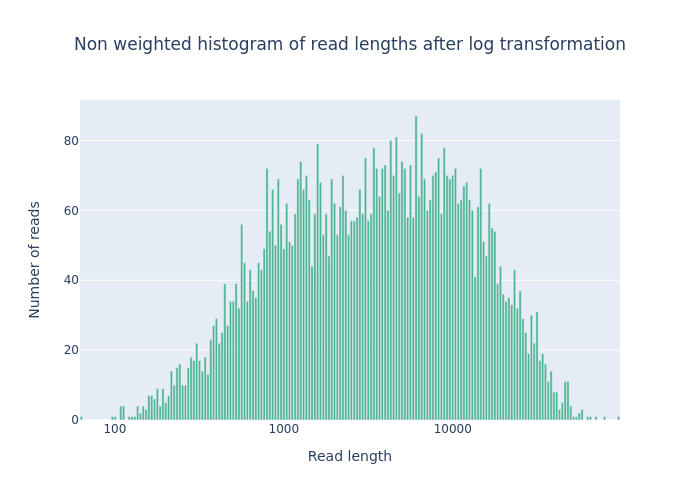 Non weighted histogram of read lengths after log transformation
80
60
40
20
0
100
1000
10000
Number of reads
Read length